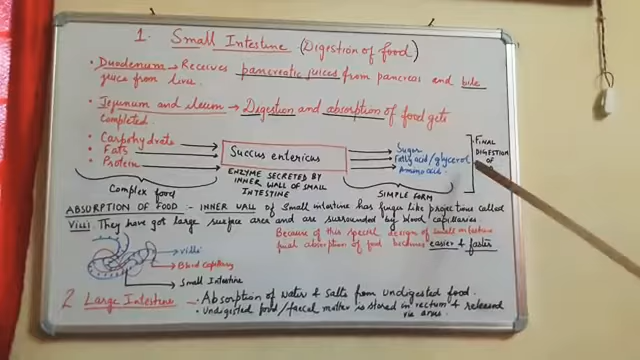 1. Small Intestine (Digestion of food)
• Duodenum → Receives pancreatic juices from pancreas and bile
juice from liver.
• Jejunum and ileum → Digestion and absorption of food gets
completed.
• Carbohydrate
• Fats
• Protein
Complex food
Succus entericus
ENZYME SECRETED BY
INNER WALL OF SMALL
INTESTINE
Sugar
Fatty acid/glycerol
Amino acid
SIMPLE FORM
FINAL
DIGESTION
OF
ABSORPTION OF FOOD - INNER WALL OF Small intestine has finger like projections called
VILLI. They have got large surface area and are surrounded by blood capillaries
Because of this special design of small intestine
final absorption of food becomes easier & faster
villi
Blood capillary
Small Intestine
2 Large Intestine - • Absorption of water & salts from undigested food.
• Undigested food/faecal matter is stored in rectum & released
via anus.